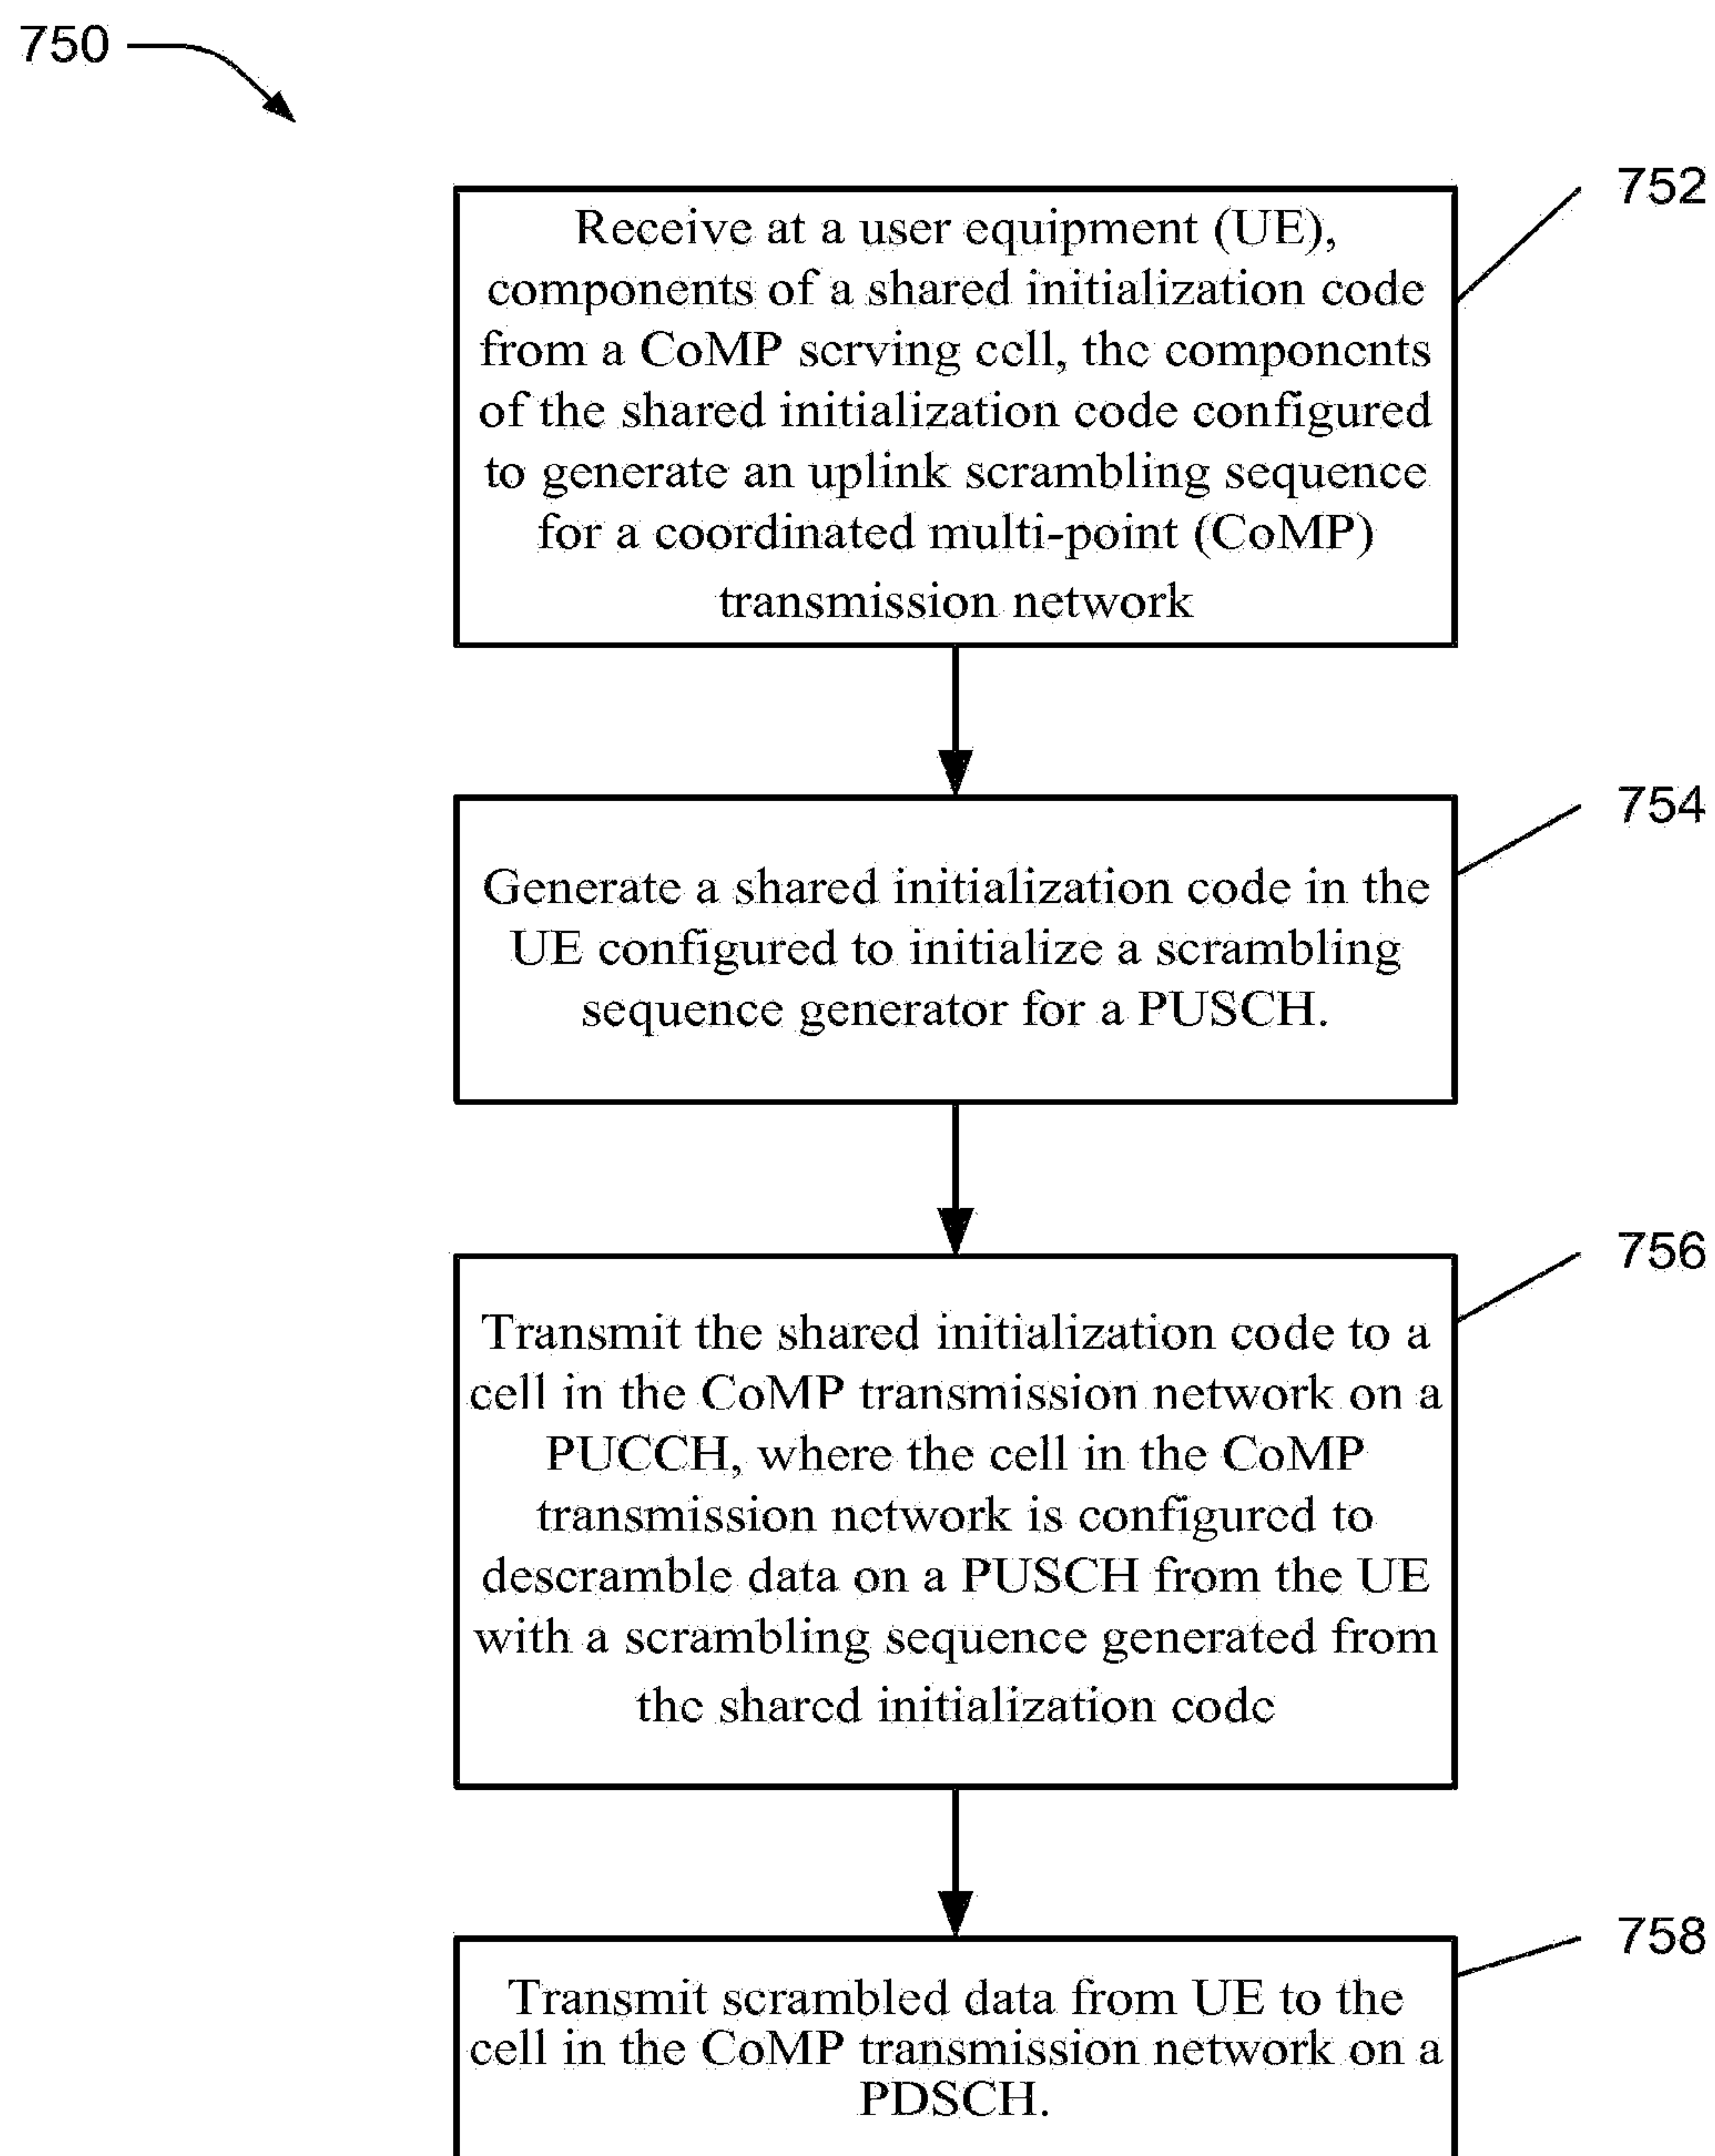 750
752
Receive at a user equipment (UE),
components of a shared initialization code
from a CoMP serving cell, the components
of the shared initialization code configured
to generate an uplink scrambling sequence
for a coordinated multi-point (CoMP)
transmission network
754
Generate a shared initialization code in the
UE configured to initialize a scrambling
sequence generator for a PUSCH.
756
Transmit the shared initialization code to a
cell in the CoMP transmission network on a
PUCCH, where the cell in the CoMP
transmission network is configured to
descramble data on a PUSCH from the UE
with a scrambling sequence generated from
the shared initialization code
758
Transmit scrambled data from UE to the
cell in the CoMP transmission network on a
PDSCH.